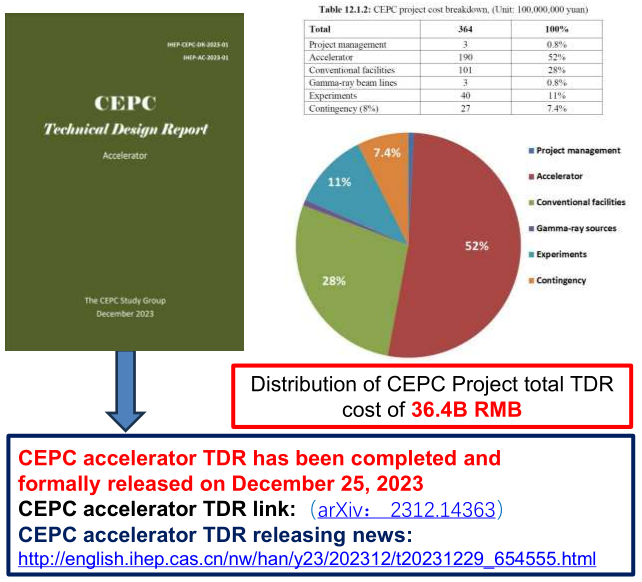 IHEP-CEPC-DR-2023-01
IHEP-AC-2023-01
CEPC
Technical Design Report
Accelerator
The CEPC Study Group
December 2023
Table 12.1.2: CEPC project cost breakdown, (Unit: 100,000,000 yuan)
Total 364 100%
Project management 3 0.8%
Accelerator 190 52%
Conventional facilities 101 28%
Gamma-ray beam lines 3 0.8%
Experiments 40 11%
Contingency (8%) 27 7.4%
7.4%
11%
52%
28%
Project management
Accelerator
Conventional facilities
Gamma-ray sources
Experiments
Contingency
Distribution of CEPC Project total TDR
cost of 36.4B RMB
CEPC accelerator TDR has been completed and
formally released on December 25, 2023
CEPC accelerator TDR link: （arXiv： 2312.14363）
CEPC accelerator TDR releasing news:
http://english.ihep.cas.cn/nw/han/y23/202312/t20231229_654555.html